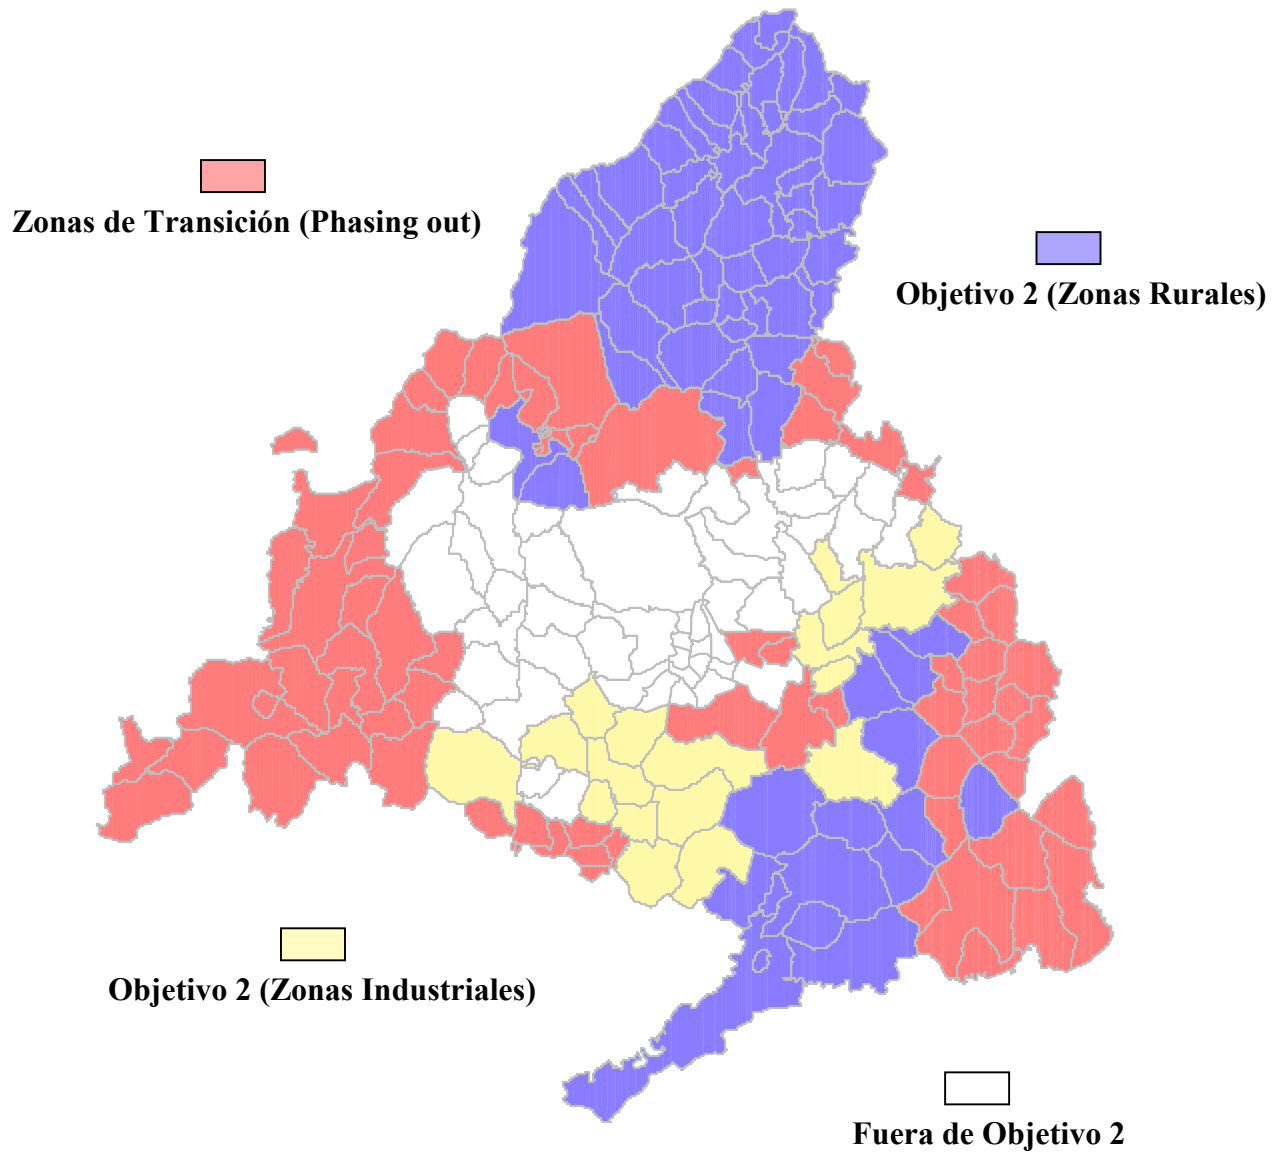 Zonas de Transición (Phasing out)
Objetivo 2 (Zonas Rurales)
Objetivo 2 (Zonas Industriales)
Fuera de Objetivo 2